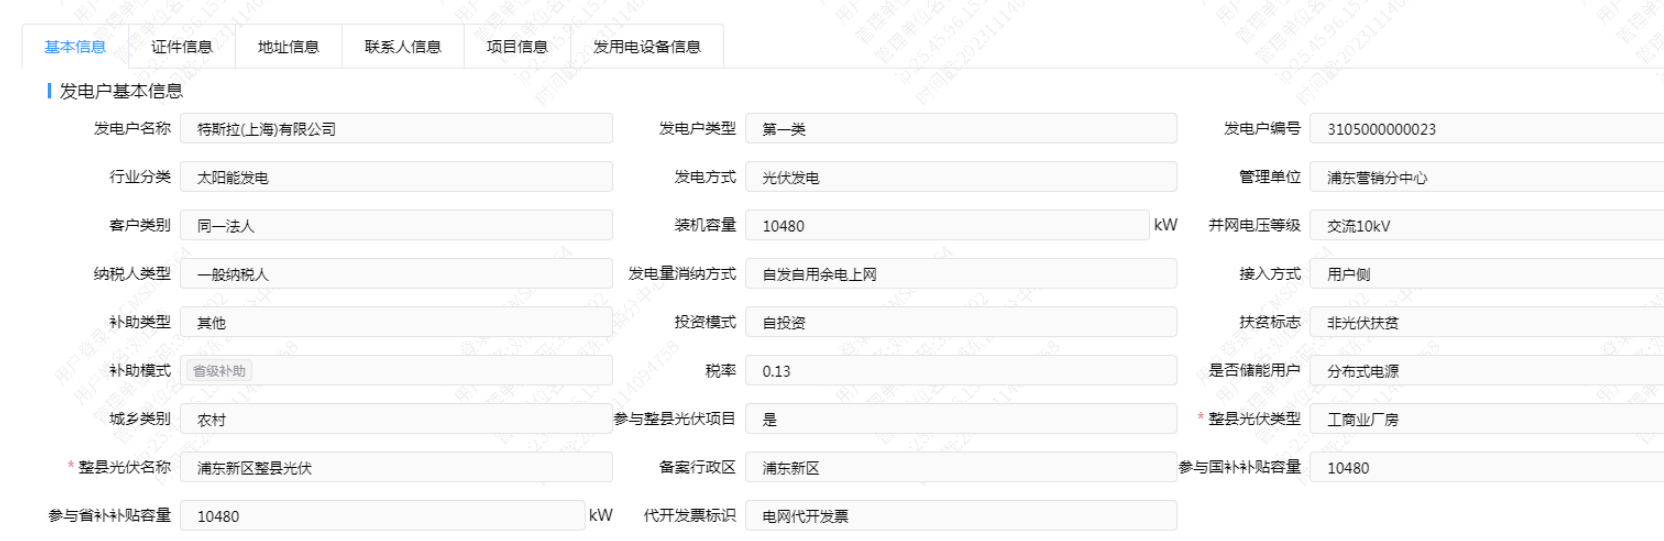 基本信息 证件信息 地址信息 联系人信息 项目信息 发用电设备信息
发电户基本信息
发电户名称 特斯拉(上海)有限公司 发电户类型 第一类 发电户编号 3105000000023
行业分类 太阳能发电 发电方式 光伏发电 管理单位 浦东营销分中心
客户类别 同一法人 装机容量 10480 kW 并网电压等级 交流10kV
纳税人类型 一般纳税人 发电量消纳方式 自发自用余电上网 接入方式 用户侧
补助类型 其他 投资模式 自投资 扶贫标志 非光伏扶贫
补助模式 省级补助 税率 0.13 是否储能用户 分布式电源
城乡类别 农村 参与整县光伏项目 是 * 整县光伏类型 工商业厂房
* 整县光伏名称 浦东新区整县光伏 备案行政区 浦东新区 参与国补补贴容量 10480
参与省补补贴容量 10480 kW 代开发票标识 电网代开发票